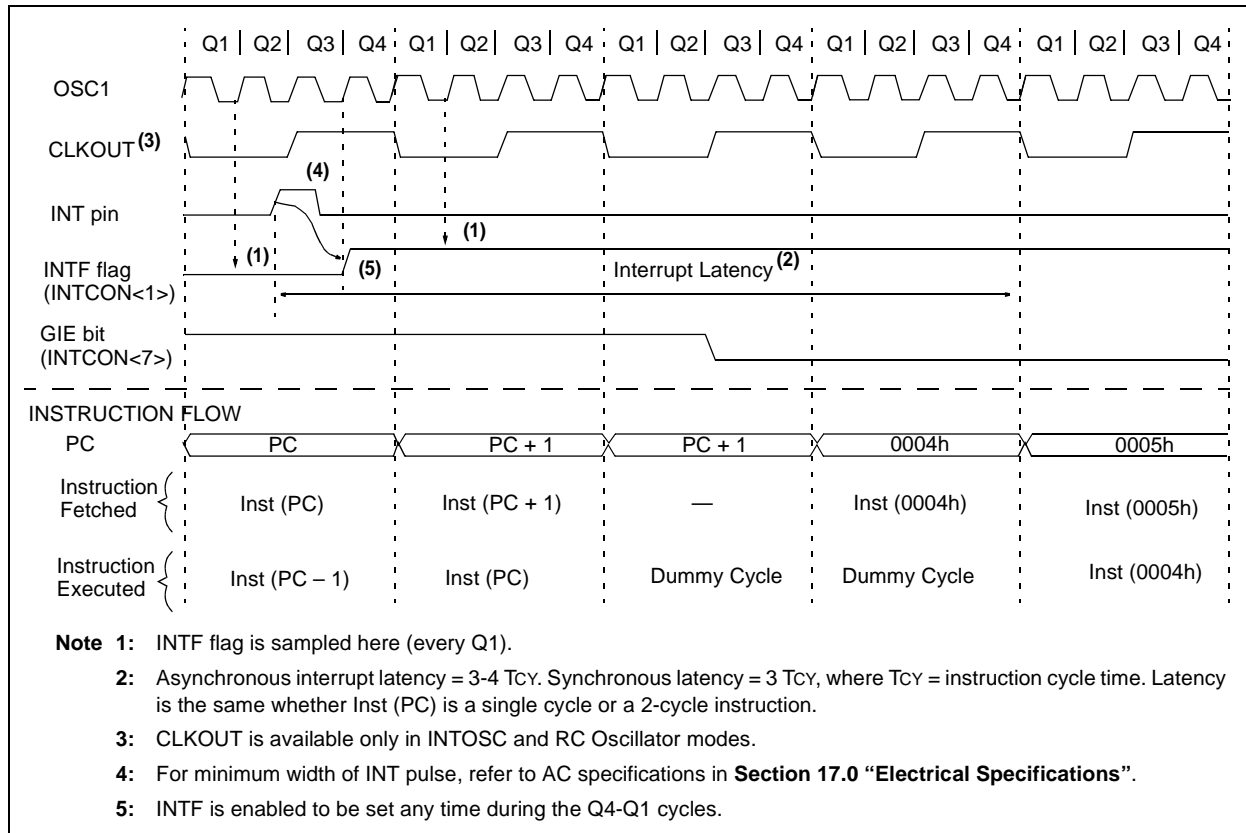 Q1 | Q2 | Q3 | Q4 Q1 | Q2 | Q3 | Q4 Q1 | Q2 | Q3 | Q4 Q1 | Q2 | Q3 | Q4 Q1 | Q2 | Q3 | Q4
OSC1
CLKOUT (3)
(4)
INT pin
(1) (1)
INTF flag
(INTCON<1>)
(5)
Interrupt Latency (2)
GIE bit
(INTCON<7>)
INSTRUCTION FLOW
PC PC PC + 1 PC + 1 0004h 0005h
Instruction
Fetched
Inst (PC) Inst (PC + 1) — Inst (0004h) Inst (0005h)
Instruction
Executed
Inst (PC – 1) Inst (PC) Dummy Cycle Dummy Cycle Inst (0004h)
Note 1: INTF flag is sampled here (every Q1).
2: Asynchronous interrupt latency = 3-4 TCY. Synchronous latency = 3 TCY, where TCY = instruction cycle time. Latency
is the same whether Inst (PC) is a single cycle or a 2-cycle instruction.
3: CLKOUT is available only in INTOSC and RC Oscillator modes.
4: For minimum width of INT pulse, refer to AC specifications in Section 17.0 “Electrical Specifications”.
5: INTF is enabled to be set any time during the Q4-Q1 cycles.